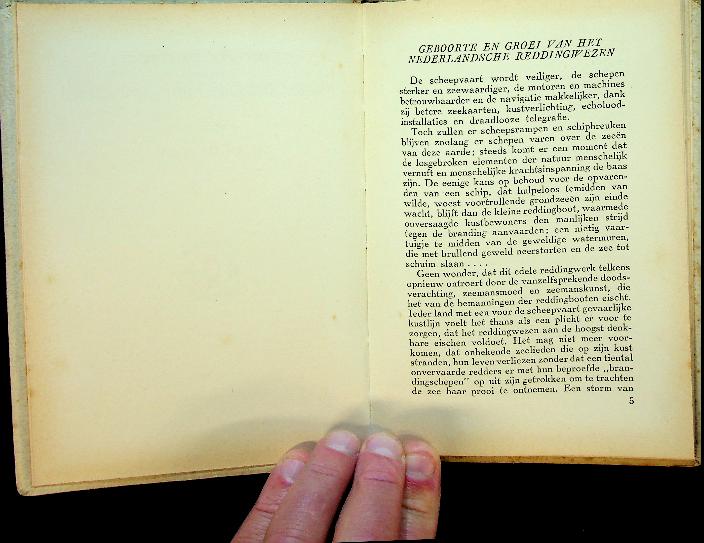 GEBOORTE EN GROEI VAN HET
NEDERLANDSCHE REDDINGWEZEN
De scheepvaart wordt veiliger, de schepen
sterker en zeewaardiger, de motoren en machines
betrouwbaarder en de navigatie makkelijker, dank
zij betere zeekaarten, kustverlichting, echolood-
installaties en draadlooze telegrafie.
Toch zullen er scheepsrampen en schipbreuken
blijven zoolang er schepen varen over de zeeën
van deze aarde; steeds komt er een moment dat
de losgebroken elementen der natuur menschelijk
vernuft en menschelijke krachtsinspanning de baas
zijn. De eenige kans op behoud voor de opvaren-
den van een schip, dat hulpeloos temidden van
wilde, woest voortrollende grondzeeën zijn einde
wacht, blijft dan de kleine reddingboot, waarmede
onversaagde kustbewoners den manlijken strijd
tegen de branding aanvaarden; een nietig vaar-
tuigje te midden van de geweldige watermuren,
die met brullend geweld neerstorten en de zee tot
schuim slaan . . . .
Geen wonder, dat dit edele reddingwerk telkens
opnieuw ontroert door de vanzelfsprekende doods-
verachting, zeemansmoed en zeemanskunst, die
het van de bemanningen der reddingbooten eischt.
Ieder land met een voor de scheepvaart gevaarlijke
kustlijn voelt het thans als een plicht er voor te
zorgen, dat het reddingwezen aan de hoogst denk-
bare eischen voldoet. Het mag niet meer voor-
komen, dat onbekende zeelieden die op zijn kust
stranden, hun leven verliezen zonder dat een tiental
onvervaarde redders er met hun beproefde „bran-
dingschepen” op uit zijn getrokken om te trachten
de zee haar prooi te ontnemen. Een storm van
5